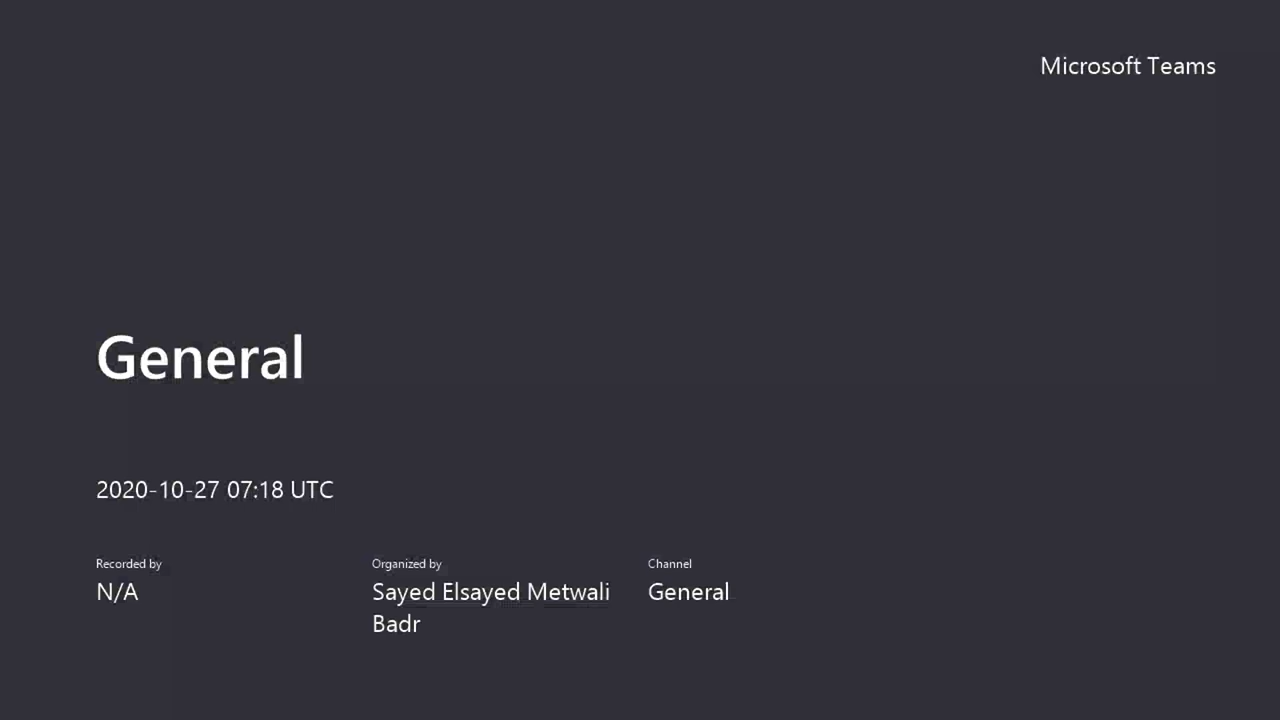 Microsoft Teams
General
2020-10-27 07:18 UTC
Recorded by
N/A
Organized by
Sayed Elsayed Metwali
Badr
Channel
General